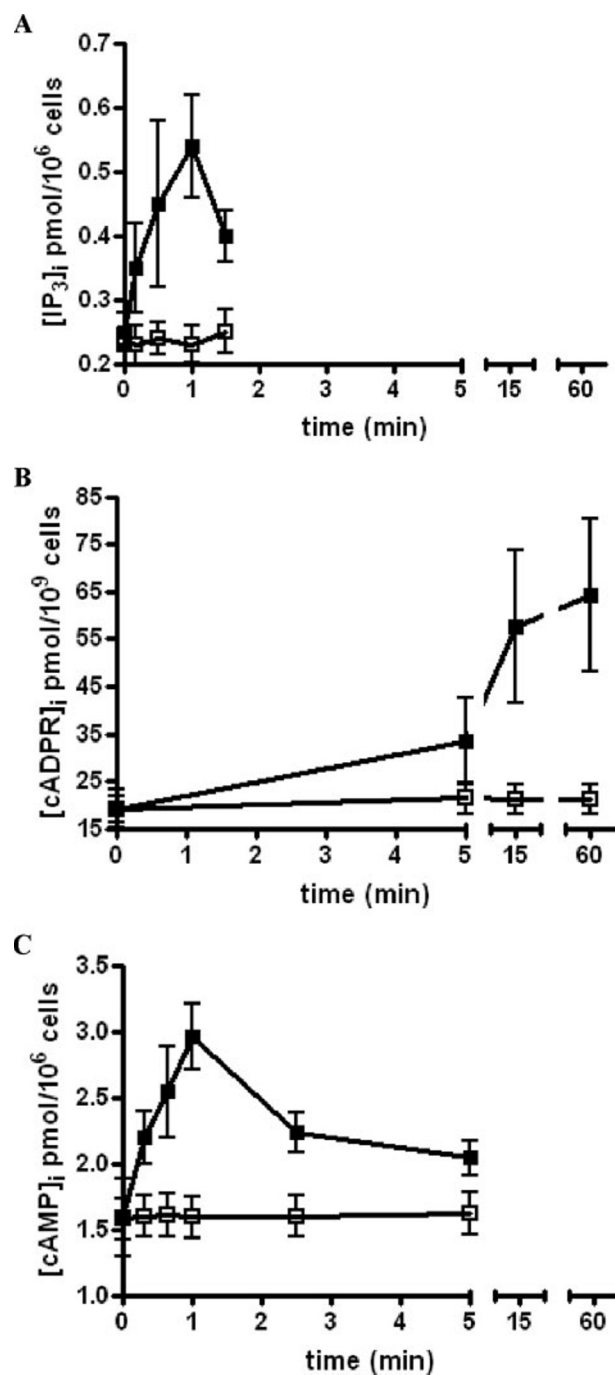 A
[IP3]i pmol/10^6 cells
0.7
0.6
0.5
0.4
0.3
0.2
0 1 2 3 4 5 15 60
time (min)
B
[cADPR]i pmol/10^9 cells
85
75
65
55
45
35
25
15
0 1 2 3 4 5 15 60
time (min)
C
[cAMP]i pmol/10^6 cells
3.5
3.0
2.5
2.0
1.5
1.0
0 1 2 3 4 5 15 60
time (min)